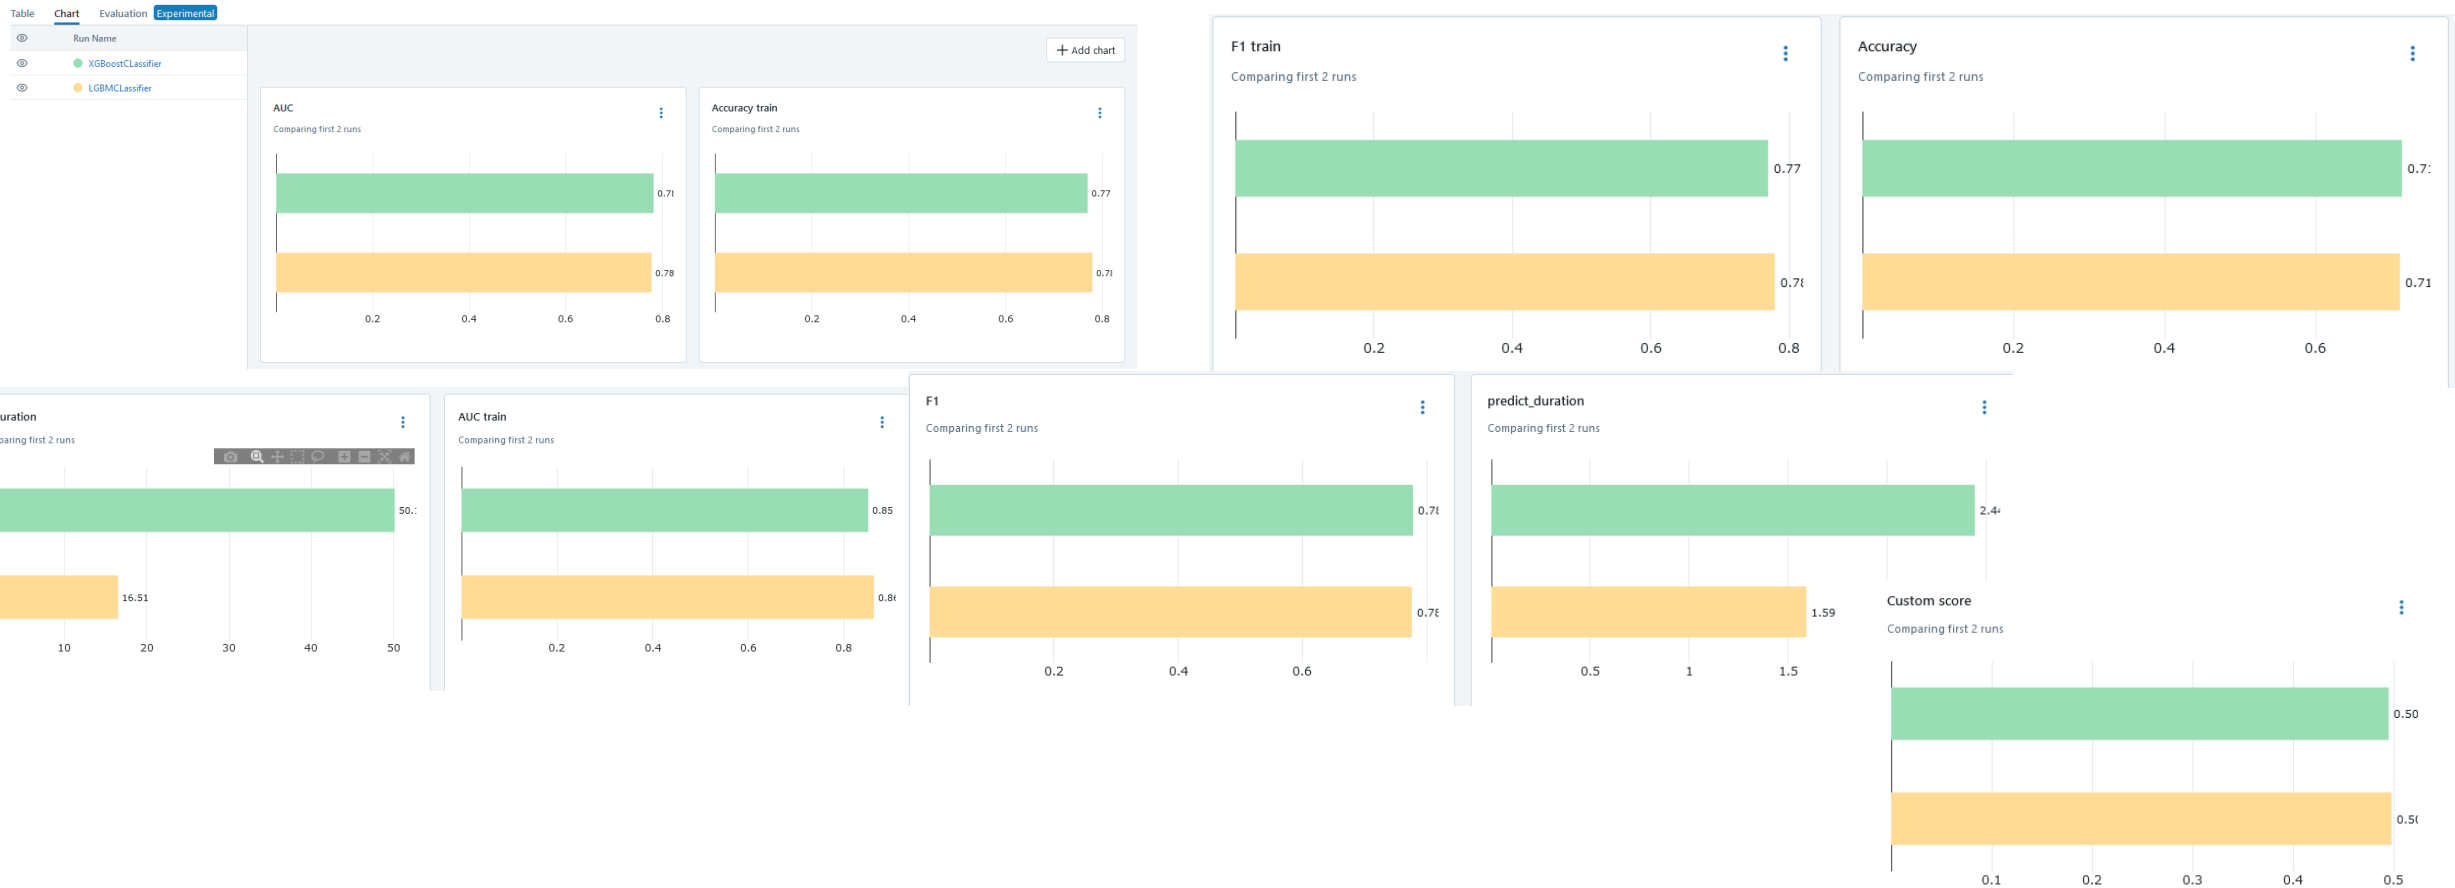 Table Chart Evaluation Experimental
Run Name
XGBoostCLassifier
LGBMCLassifier
+ Add chart
AUC
Comparing first 2 runs
0.78
0.2 0.4 0.6 0.8
Accuracy train
Comparing first 2 runs
0.77
0.2 0.4 0.6 0.8
F1 train
Comparing first 2 runs
0.77
0.2 0.4 0.6 0.8
Accuracy
Comparing first 2 runs
0.71
0.2 0.4 0.6
uration
paring first 2 runs
50.
16.51
10 20 30 40 50
AUC train
Comparing first 2 runs
0.85
0.2 0.4 0.6 0.8
F1
Comparing first 2 runs
0.2 0.4 0.6
predict_duration
Comparing first 2 runs
1.59
0.5 1 1.5
Custom score
Comparing first 2 runs
0.50
0.1 0.2 0.3 0.4 0.5